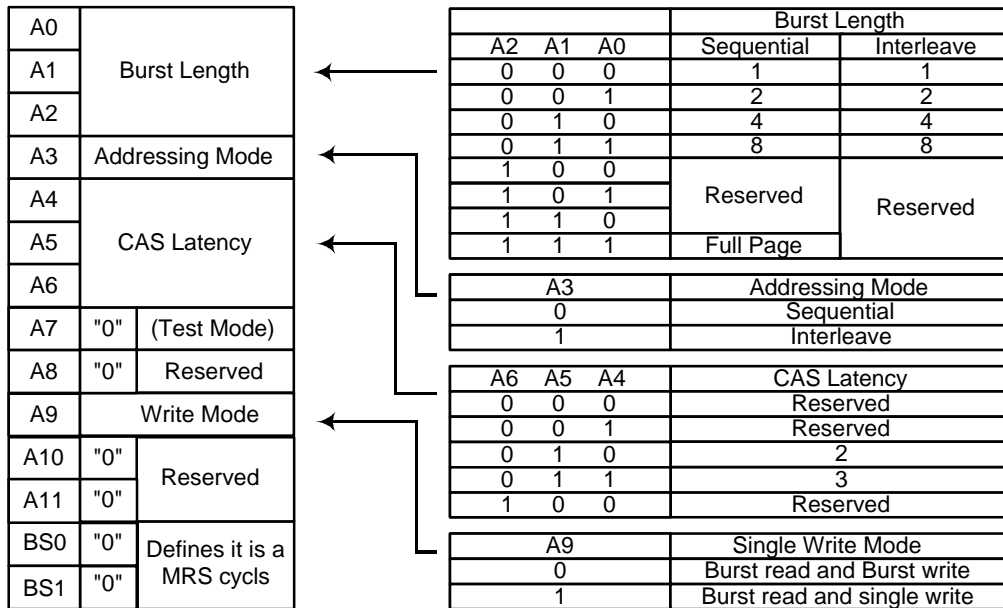 A0
A1
A2
Burst Length
A3 Addressing Mode
A4
A5
A6
CAS Latency
A7 "0" (Test Mode)
A8 "0" Reserved
A9 Write Mode
A10 "0"
A11 "0"
Reserved
BS0 "0"
BS1 "0"
Defines it is a
MRS cycls
Burst Length
A2 A1 A0 Sequential Interleave
0 0 0 1 1
0 0 1 2 2
0 1 0 4 4
0 1 1 8 8
1 0 0
1 0 1
1 1 0
Reserved
Reserved
1 1 1 Full Page
A3 Addressing Mode
0 Sequential
1 Interleave
A6 A5 A4 CAS Latency
0 0 0 Reserved
0 0 1 Reserved
0 1 0 2
0 1 1 3
1 0 0 Reserved
A9 Single Write Mode
0 Burst read and Burst write
1 Burst read and single write